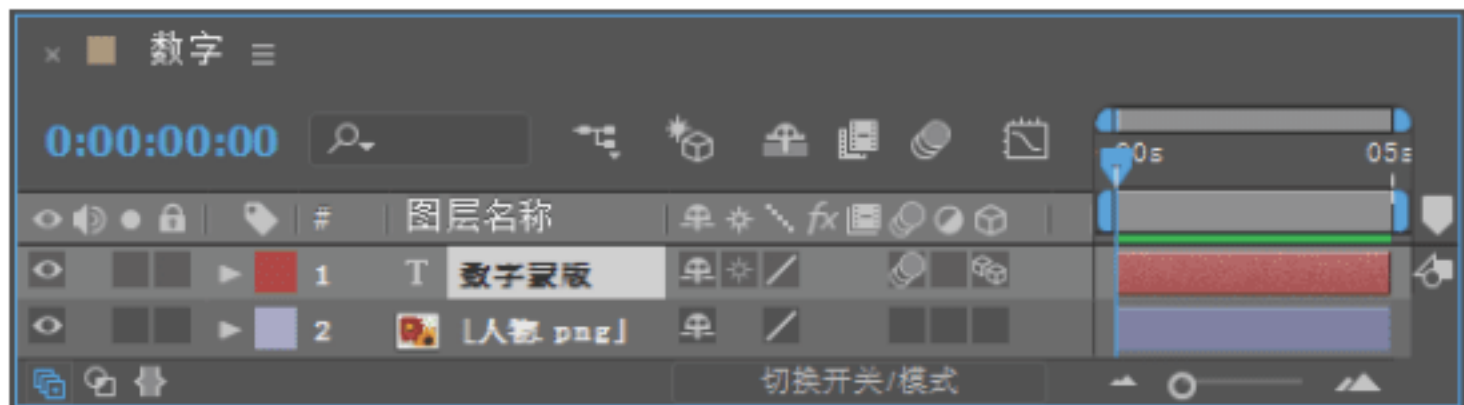 × 数字 ≡
0:00:00:00
00s 05s
# 图层名称 fx
1 T 数字蒙版
2 [人物.png]
切换开关/模式